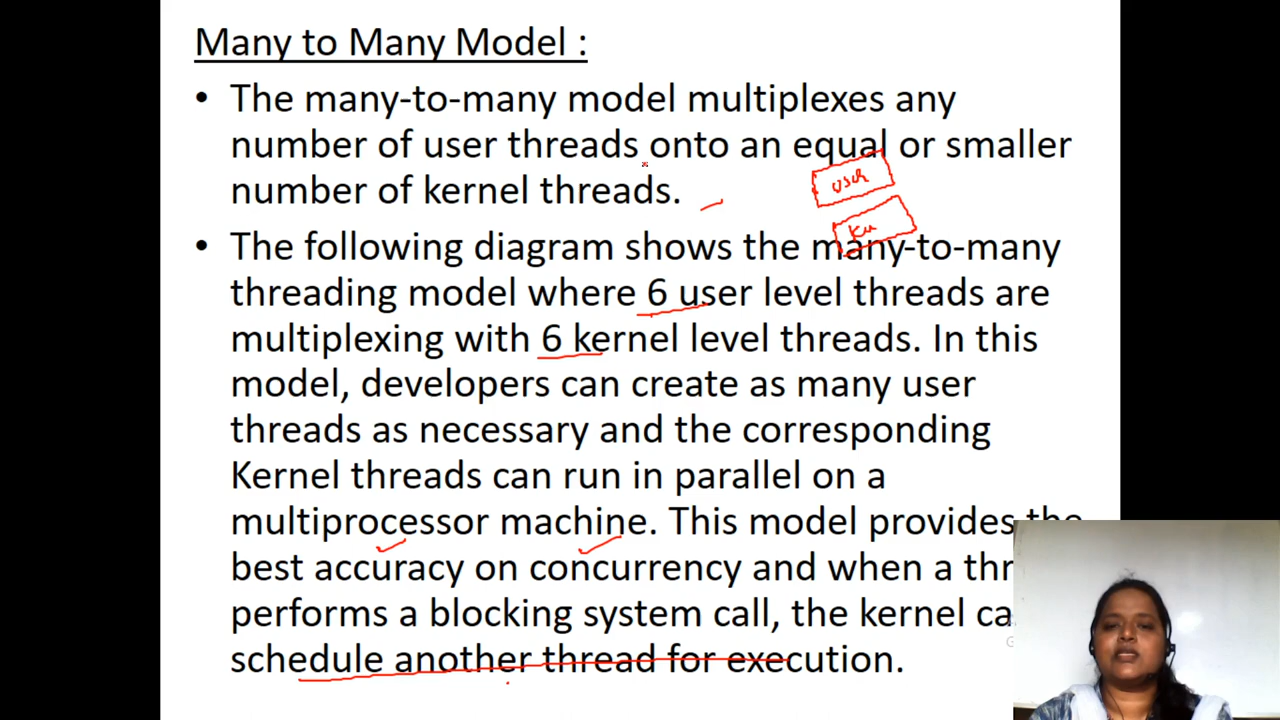 Many to Many Model :
• The many-to-many model multiplexes any
number of user threads onto an equal or smaller
number of kernel threads.
user
Ku
• The following diagram shows the many-to-many
threading model where 6 user level threads are
multiplexing with 6 kernel level threads. In this
model, developers can create as many user
threads as necessary and the corresponding
Kernel threads can run in parallel on a
multiprocessor machine. This model provides the
best accuracy on concurrency and when a thr
performs a blocking system call, the kernel ca
schedule another thread for execution.